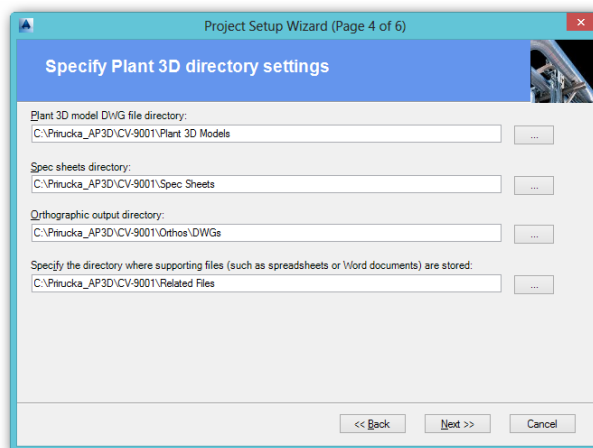 Project Setup Wizard (Page 4 of 6)
Specify Plant 3D directory settings
Plant 3D model DWG file directory:
C:\Prirucka_AP3D\CV-9001\Plant 3D Models
...
Spec sheets directory:
C:\Prirucka_AP3D\CV-9001\Spec Sheets
...
Orthographic output directory:
C:\Prirucka_AP3D\CV-9001\Orthos\DWGs
...
Specify the directory where supporting files (such as spreadsheets or Word documents) are stored:
C:\Prirucka_AP3D\CV-9001\Related Files
...
<< Back
Next >>
Cancel